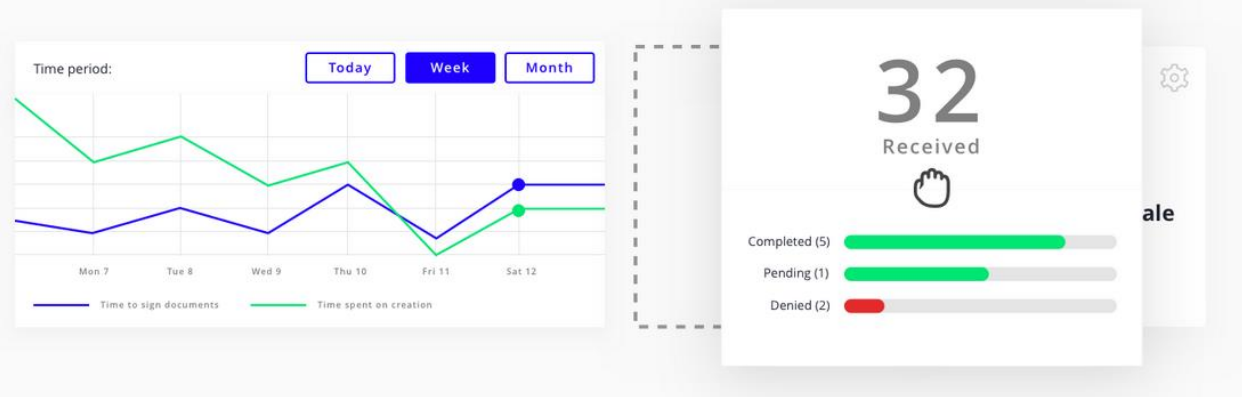 Time period:
Today
Week
Month
Mon 7
Tue 8
Wed 9
Thu 10
Fri 11
Sat 12
Time to sign documents
Time spent on creation
32
Received
Completed (5)
Pending (1)
Denied (2)